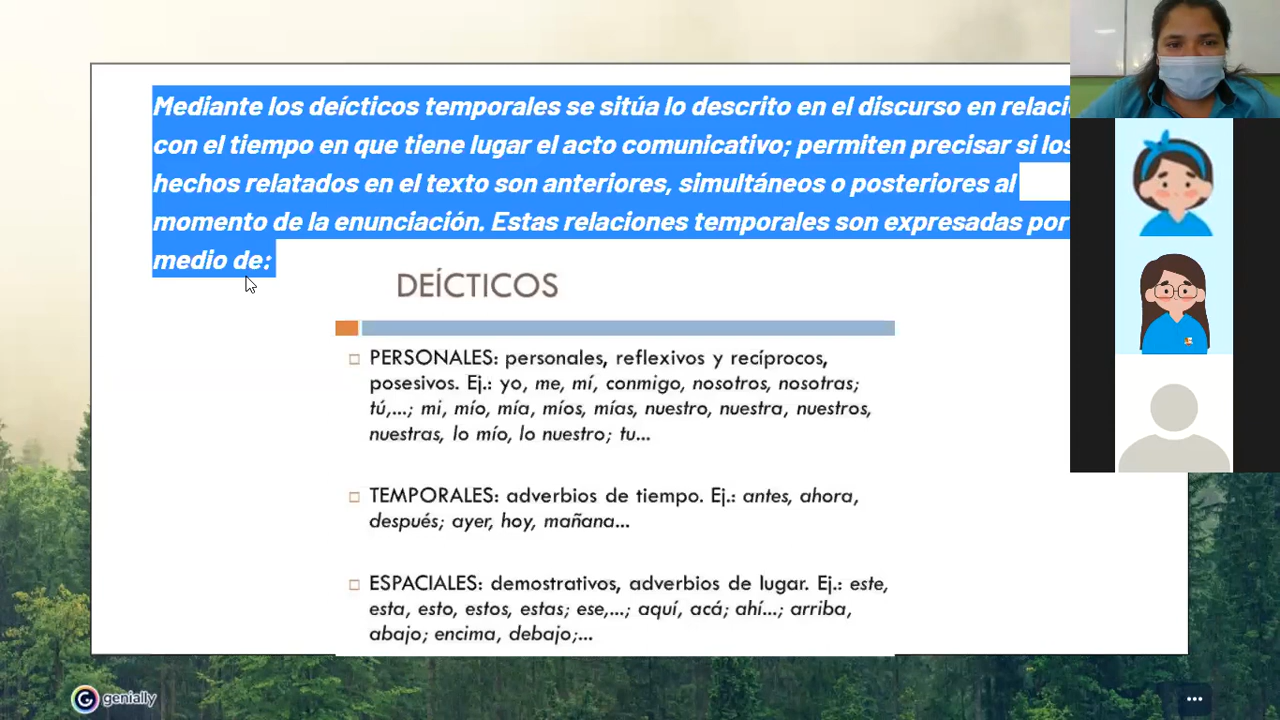 Mediante los deícticos temporales se sitúa lo descrito en el discurso en
con el tiempo en que tiene lugar el acto comunicativo; permiten precisar si los
hechos relatados en el texto son anteriores, simultáneos o posteriores al
momento de la enunciación. Estas relaciones temporales son expresadas por
medio de:
DEÍCTICOS
PERSONALES: personales, reflexivos y recíprocos,
posesivos. Ej.: yo, me, mí, conmigo, nosotros, nosotras;
tú,...; mi, mío, mía, míos, mías, nuestro, nuestra, nuestros,
nuestras, lo mío, lo nuestro; tu...
TEMPORALES: adverbios de tiempo. Ej.: antes, ahora,
después; ayer, hoy, mañana...
ESPACIALES: demostrativos, adverbios de lugar. Ej.: este,
esta, esto, estos, estas; ese,...; aquí, acá; ahí...; arriba,
abajo; encima, debajo;...
genially